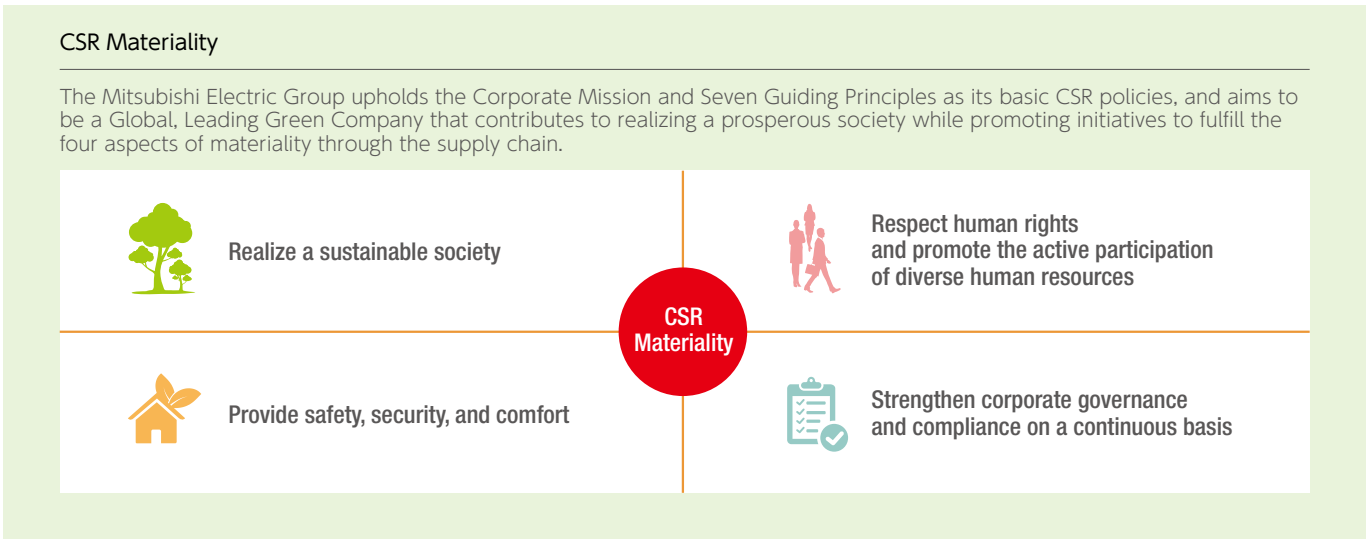 CSR Materiality
The Mitsubishi Electric Group upholds the Corporate Mission and Seven Guiding Principles as its basic CSR policies, and aims to
be a Global, Leading Green Company that contributes to realizing a prosperous society while promoting initiatives to fulfill the
four aspects of materiality through the supply chain.
Realize a sustainable society
Respect human rights
and promote the active participation
of diverse human resources
CSR
Materiality
Provide safety, security, and comfort
Strengthen corporate governance
and compliance on a continuous basis